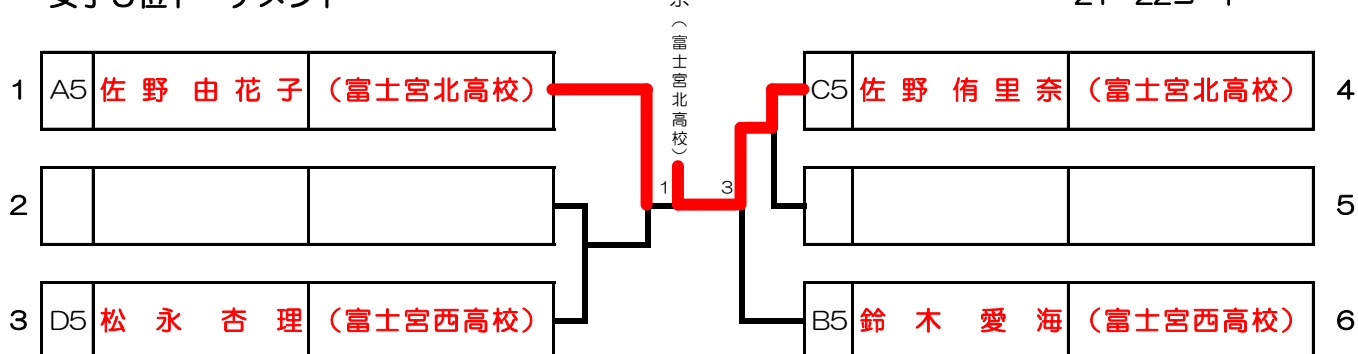 1 A5 佐野 由花子 （富士宮北高校）
2
3 D5 松永 杏理 （富士宮西高校）
（富士宮北高校）
1 3
C5 佐野 侑里奈 （富士宮北高校） 4
5
B5 鈴木 愛海 （富士宮西高校） 6